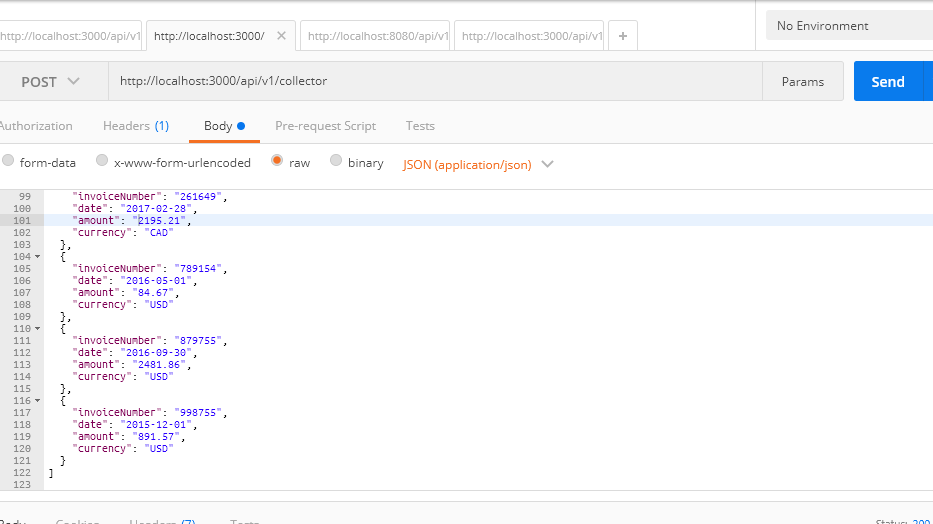 http://localhost:3000/api/v1 http://localhost:3000/ × http://localhost:8080/api/v1 http://localhost:3000/api/v1 + No Environment
POST http://localhost:3000/api/v1/collector Params Send
Authorization Headers (1) Body Pre-request Script Tests
form-data x-www-form-urlencoded raw binary JSON (application/json)
99 "invoiceNumber": "261649",
100 "date": "2017-02-28",
101 "amount": "2195.21",
102 "currency": "CAD"
103 },
104 {
105 "invoiceNumber": "789154",
106 "date": "2016-05-01",
107 "amount": "84.67",
108 "currency": "USD"
109 },
110 {
111 "invoiceNumber": "879755",
112 "date": "2016-09-30",
113 "amount": "2481.86",
114 "currency": "USD"
115 },
116 {
117 "invoiceNumber": "998755",
118 "date": "2015-12-01",
119 "amount": "891.57",
120 "currency": "USD"
121 }
122 ]
123
Body Cookies Headers (7) Tests Status: 200